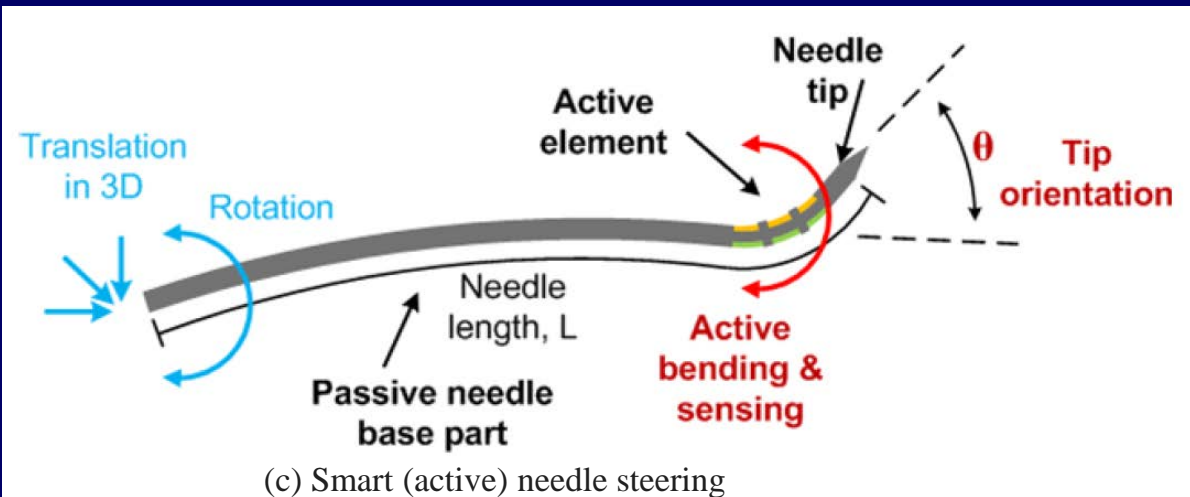 Needle
tip
Active
element
θ
Tip
orientation
Translation
in 3D
Rotation
Needle
length, L
Active
bending &
sensing
Passive needle
base part
(c) Smart (active) needle steering